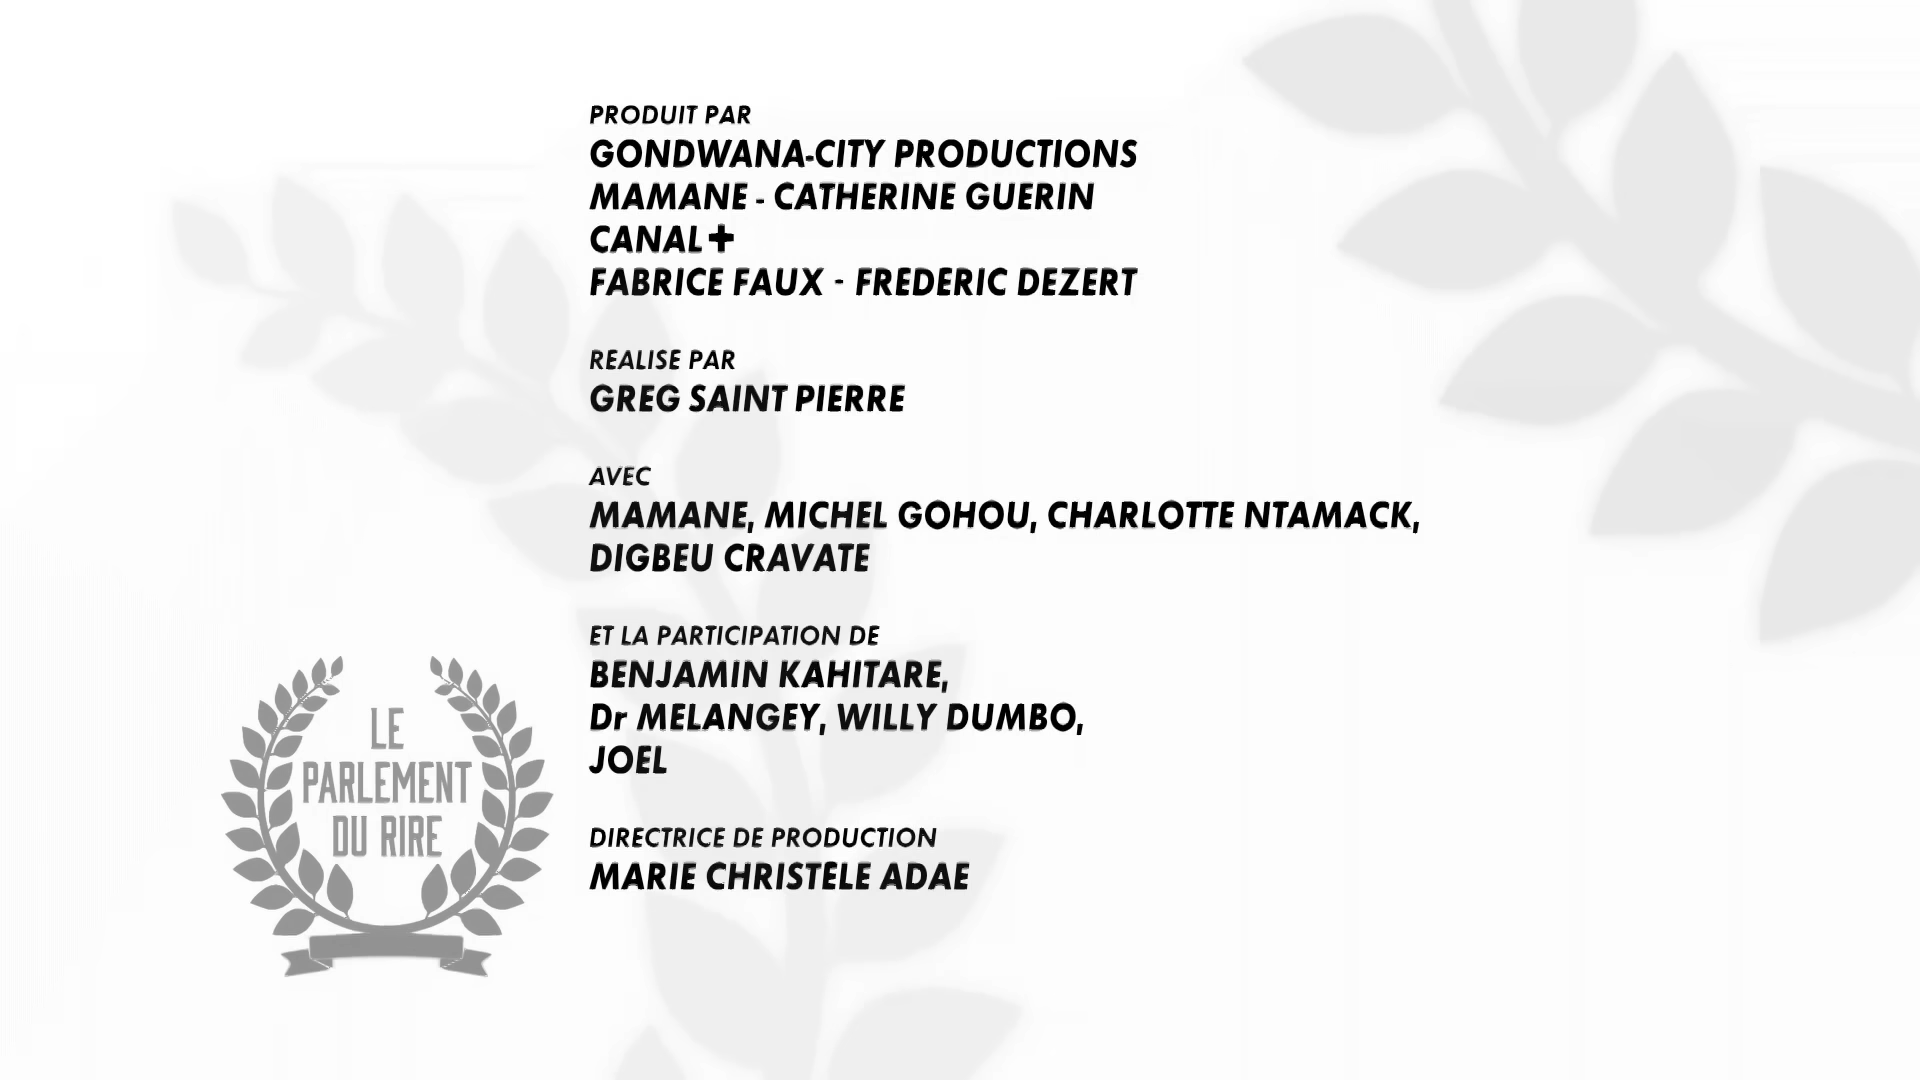 PRODUIT PAR
GONDWANA-CITY PRODUCTIONS
MAMANE - CATHERINE GUERIN
CANAL+
FABRICE FAUX - FREDERIC DEZERT
REALISE PAR
GREG SAINT PIERRE
AVEC
MAMANE, MICHEL GOHOU, CHARLOTTE NTAMACK,
DIGBEU CRAVATE
ET LA PARTICIPATION DE
BENJAMIN KAHITARE,
Dr MELANGEY, WILLY DUMBO,
JOEL
DIRECTRICE DE PRODUCTION
MARIE CHRISTÈLE ADAE
LE
PARLEMENT
DU RIRE